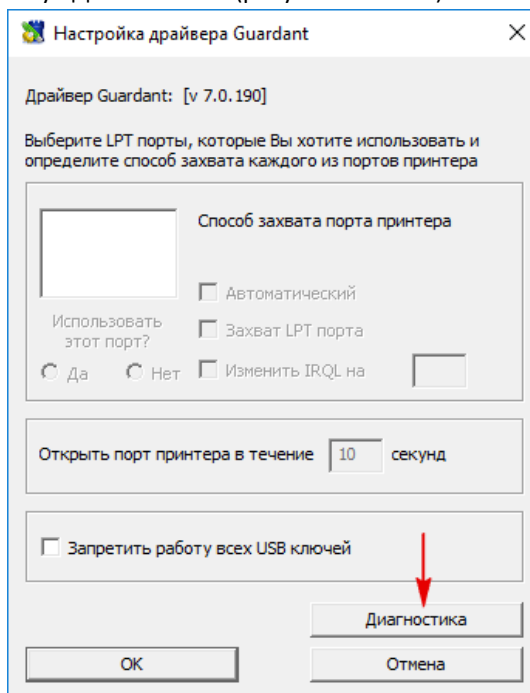 Настройка драйвера Guardant
Драйвер Guardant: [v 7.0.190]
Выберите LPT порты, которые Вы хотите использовать и
определите способ захвата каждого из портов принтера
Способ захвата порта принтера
Автоматический
Использовать
этот порт?
Захват LPT порта
Да Нет Изменить IRQL на
Открыть порт принтера в течение 10 секунд
Запретить работу всех USB ключей
Диагностика
OK Отмена